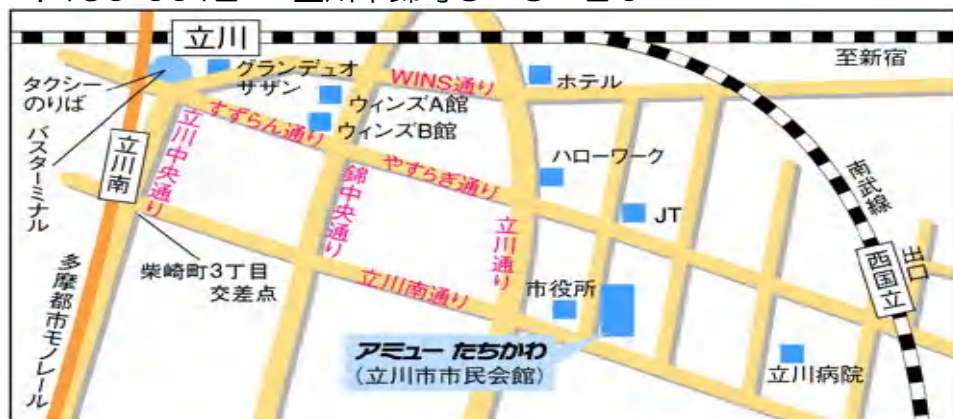 立川
至新宿
タクシー
のりば
グランデュオ
サザン
WINS通り
ホテル
ウィンズA館
ウィンズB館
すずらん通り
バスターミナル
立川南
立川中央通り
錦中央通り
やすらぎ通り
ハローワーク
JT
南武線
立川通り
西国立
出口
柴崎町3丁目
交差点
立川南通り
市役所
多摩都市モノレール
アミュー たちかわ
(立川市市民会館)
立川病院